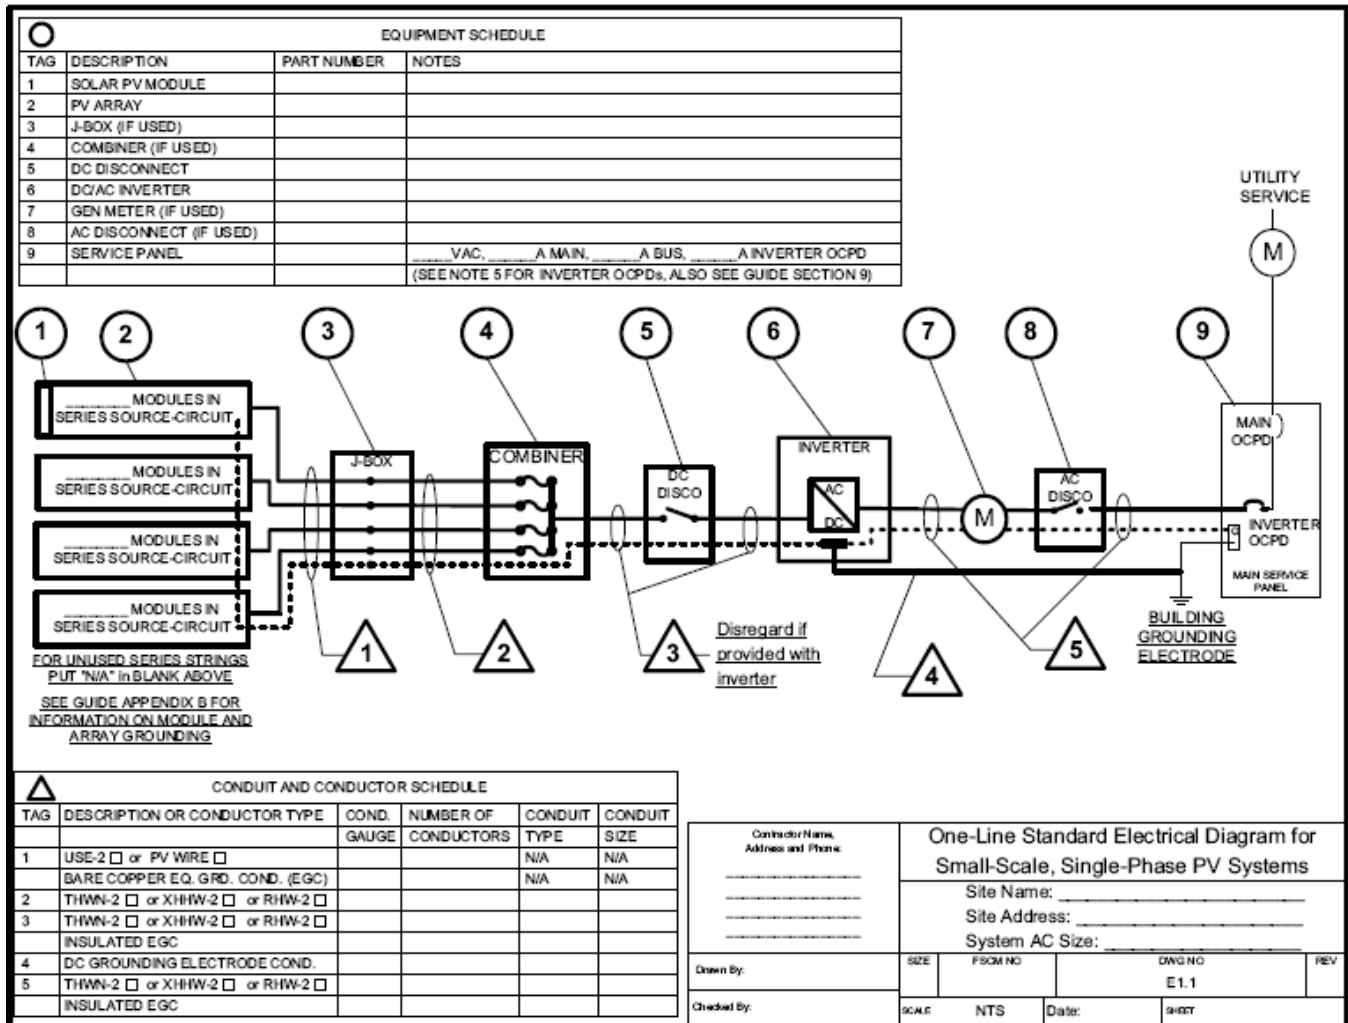 EQUIPMENT SCHEDULE
TAG DESCRIPTION PART NUMBER NOTES
1 SOLAR PV MODULE
2 PV ARRAY
3 J-BOX (IF USED)
4 COMBINER (IF USED)
5 DC DISCONNECT
6 DC/AC INVERTER
7 GEN METER (IF USED)
8 AC DISCONNECT (IF USED)
9 SERVICE PANEL _____VAC, ______A MAIN, _____A BUS, ______A INVERTER OCPD
(SEE NOTE 5 FOR INVERTER OCPDs, ALSO SEE GUIDE SECTION 9)
UTILITY
SERVICE
M
1 2 3 4 5 6 7 8 9
_______ MODULES IN
SERIES SOURCE-CIRCUIT
_______ MODULES IN
SERIES SOURCE-CIRCUIT
_______ MODULES IN
SERIES SOURCE-CIRCUIT
_______ MODULES IN
SERIES SOURCE-CIRCUIT
J-BOX
COMBINER
DC
DISCO
INVERTER
AC
DC
M
AC
DISCO
MAIN
OCPD
INVERTER
OCPD
MAIN SERVICE
PANEL
BUILDING
GROUNDING
ELECTRODE
1 2 3 4 5
Disregard if
provided with
inverter
FOR UNUSED SERIES STRINGS
PUT "N/A" in BLANK ABOVE
SEE GUIDE APPENDIX B FOR
INFORMATION ON MODULE AND
ARRAY GROUNDING
CONDUIT AND CONDUCTOR SCHEDULE
TAG DESCRIPTION OR CONDUCTOR TYPE COND. NUMBER OF CONDUIT CONDUIT
GAUGE CONDUCTORS TYPE SIZE
1 USE-2 □ or PV WIRE □ N/A N/A
BARE COPPER EQ. GRD. COND. (EGC) N/A N/A
2 THWN-2 □ or XHHW-2 □ or RHW-2 □
3 THWN-2 □ or XHHW-2 □ or RHW-2 □
INSULATED EGC
4 DC GROUNDING ELECTRODE COND.
5 THWN-2 □ or XHHW-2 □ or RHW-2 □
INSULATED EGC
Contractor Name,
Address and Phone:
Drawn By:
Checked By:
One-Line Standard Electrical Diagram for
Small-Scale, Single-Phase PV Systems
Site Name: ____________________
Site Address: ____________________
System AC Size: ____________________
SIZE FSCM NO DWG NO REV
E1.1
SCALE NTS Date: SHEET